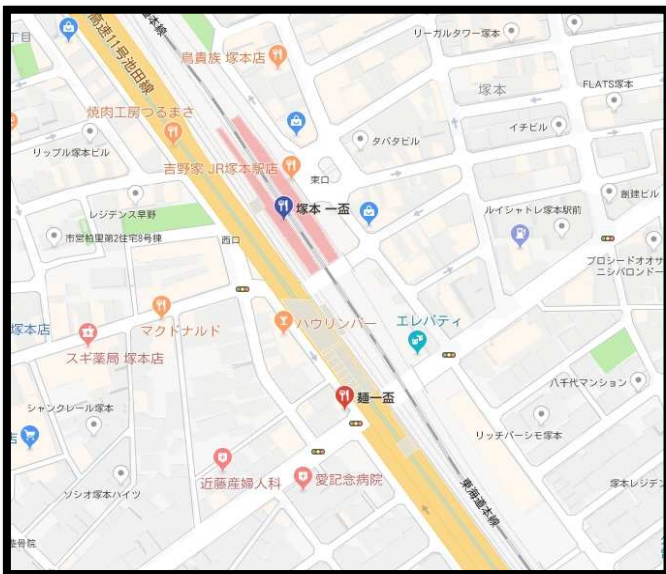 丁目
高速11号池田線
リーガルタワー塚本
鳥貴族 塚本店
塚本
FLATS塚本
焼肉工房つるまさ
タバタビル
イチビル
リップル塚本ビル
吉野家 JR塚本駅店
東口
レジデンス早野
塚本 一盃
ルイシャトレ塚本駅前
創建ビル
市営柏里第2住宅8号棟
西口
プロシードオオサ
ニシバロンドー
塚本店
マクドナルド
ハウリンバー
エレバティ
スギ薬局 塚本店
麺一盃
八千代マンション
シャンクレール塚本
店
リッチバーシモ塚本
近藤産婦人科
愛記念病院
ソシオ塚本ハイツ
東海道本線
塚本レジデン
整骨院